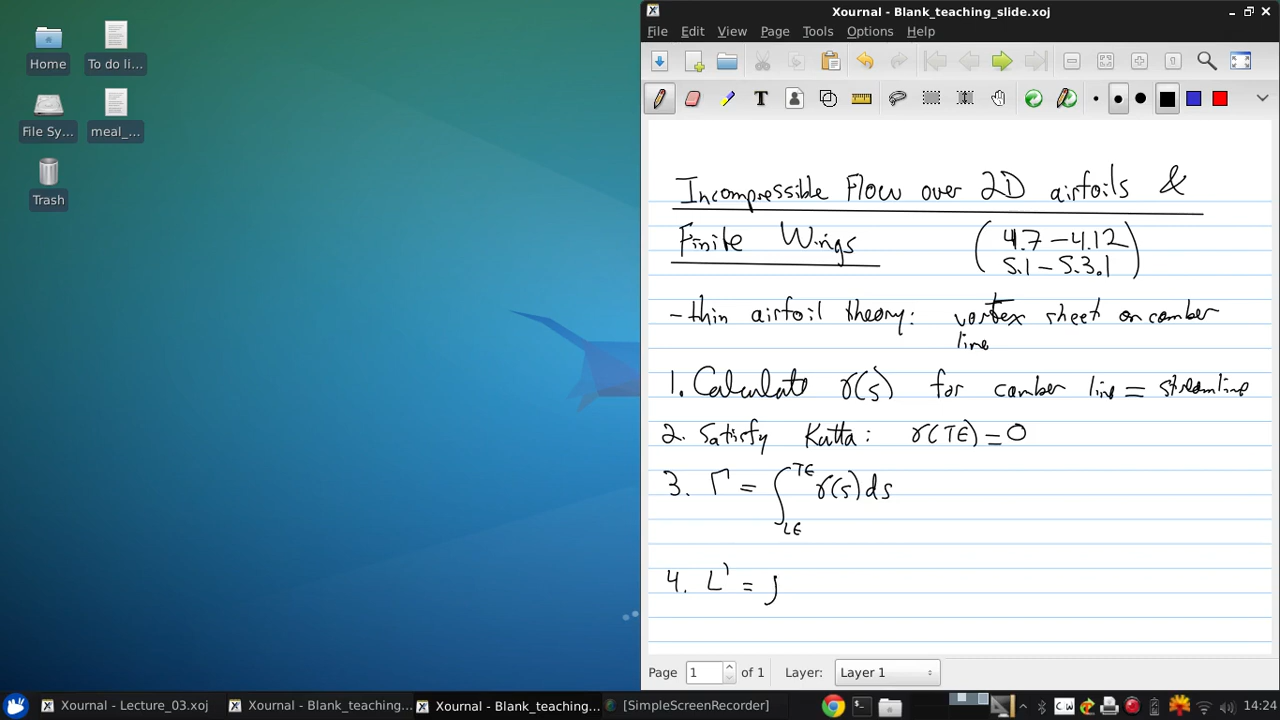 Xournal - Blank_teaching_slide.xoj
File Edit View Page Tools Options Help
Home
To do li...
File Sy...
meal_...
Trash
Incompressible Flow over 2D airfoils &
Finite Wings (4.7 – 4.12
5.1 – 5.3.1)
- thin airfoil theory: vortex sheet on camber
line
1. Calculate γ(s) for camber line = streamline
2. Satisfy Kutta: γ(TE) = 0
3. Γ = ∫_LE^TE γ(s) ds
4. L' = ρ
Page 1 of 1 Layer: Layer 1
Xournal - Lecture_03.xoj
Xournal - Blank_teaching...
Xournal - Blank_teaching...
[SimpleScreenRecorder]
14:24